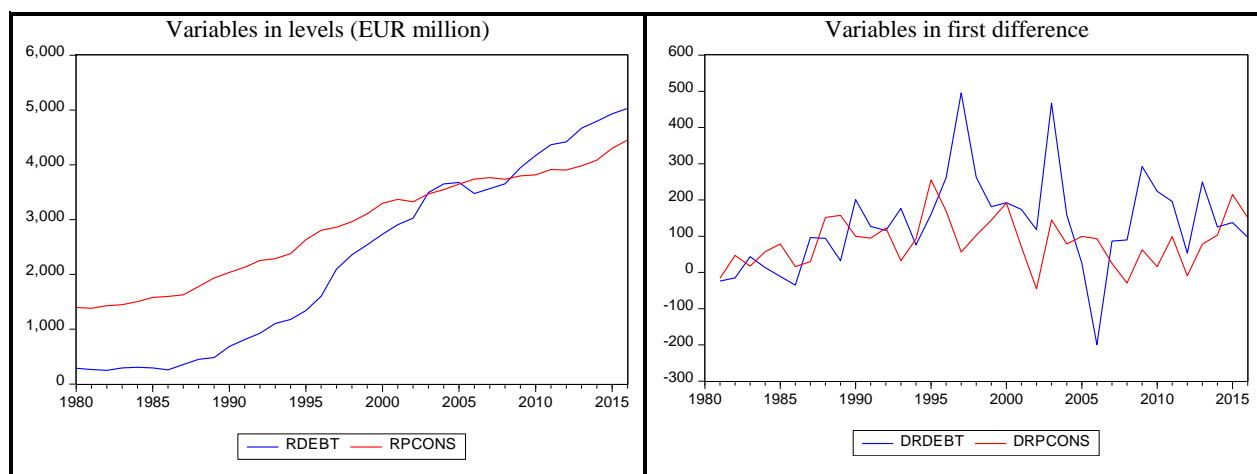 Variables in levels (EUR million)
6,000
5,000
4,000
3,000
2,000
1,000
0
1980 1985 1990 1995 2000 2005 2010 2015
RDEBT RPCONS
Variables in first difference
600
500
400
300
200
100
0
-100
-200
-300
1980 1985 1990 1995 2000 2005 2010 2015
DRDEBT DRPCONS